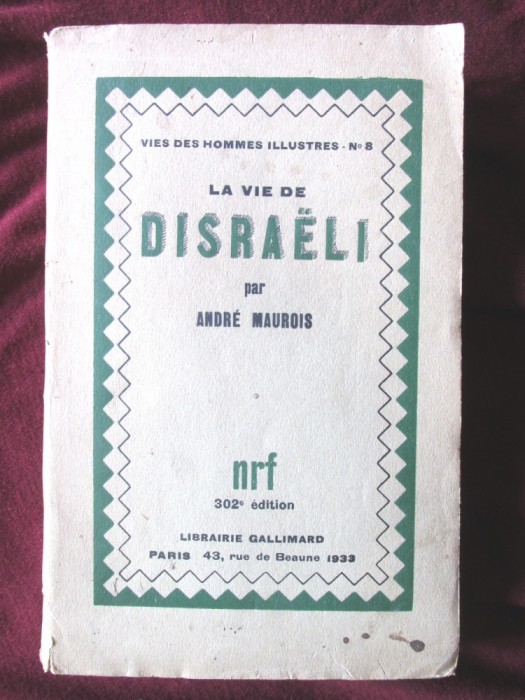 VIES DES HOMMES ILLUSTRES - Nº 8
LA VIE DE
DISRAËLI
par
ANDRÉ MAUROIS
nrf
302e édition
LIBRAIRIE GALLIMARD
PARIS 43, rue de Beaune 1933